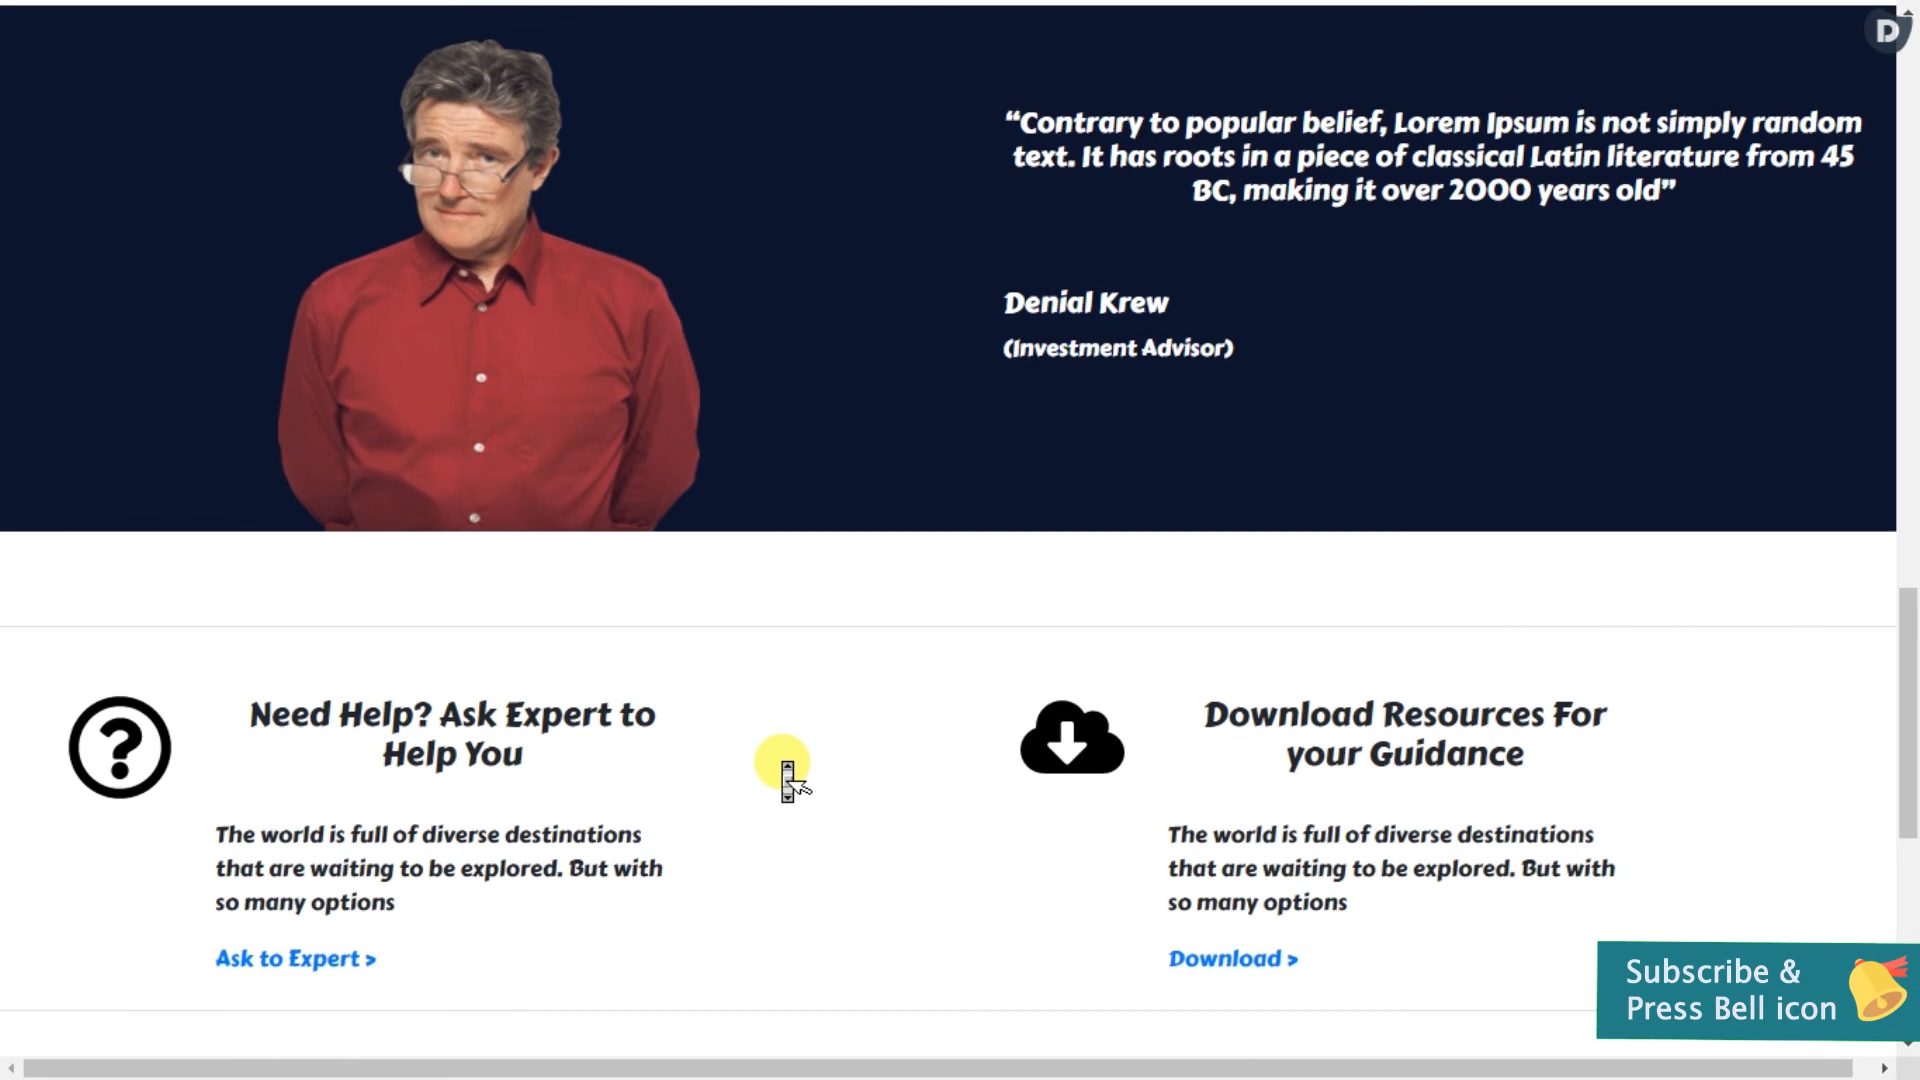 D
“Contrary to popular belief, Lorem Ipsum is not simply random
text. It has roots in a piece of classical Latin literature from 45
BC, making it over 2000 years old”
Denial Krew
(Investment Advisor)
Need Help? Ask Expert to
Help You
The world is full of diverse destinations
that are waiting to be explored. But with
so many options
Ask to Expert >
Download Resources For
your Guidance
The world is full of diverse destinations
that are waiting to be explored. But with
so many options
Download >
Subscribe &
Press Bell icon